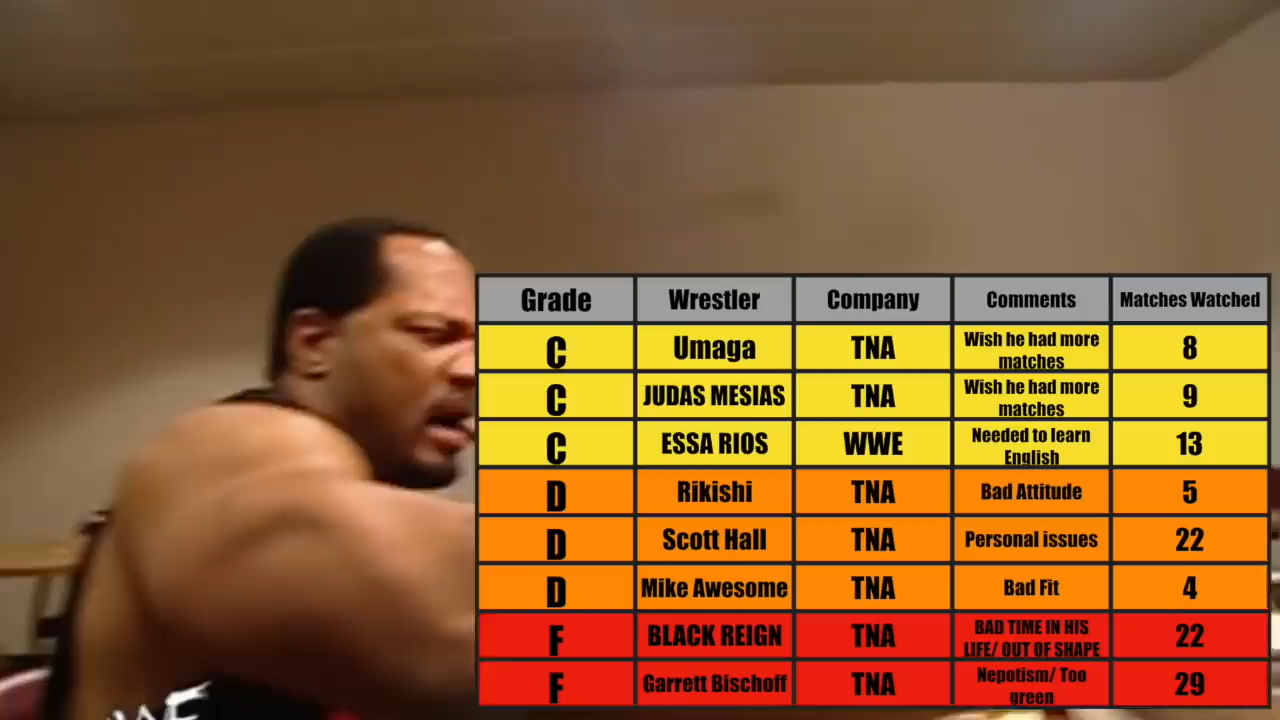 Grade Wrestler Company Comments Matches Watched
C Umaga TNA Wish he had more matches 8
C JUDAS MESIAS TNA Wish he had more matches 9
C ESSA RIOS WWE Needed to learn English 13
D Rikishi TNA Bad Attitude 5
D Scott Hall TNA Personal issues 22
D Mike Awesome TNA Bad Fit 4
F BLACK REIGN TNA BAD TIME IN HIS LIFE/ OUT OF SHAPE 22
F Garrett Bischoff TNA Nepotism/ Too green 29